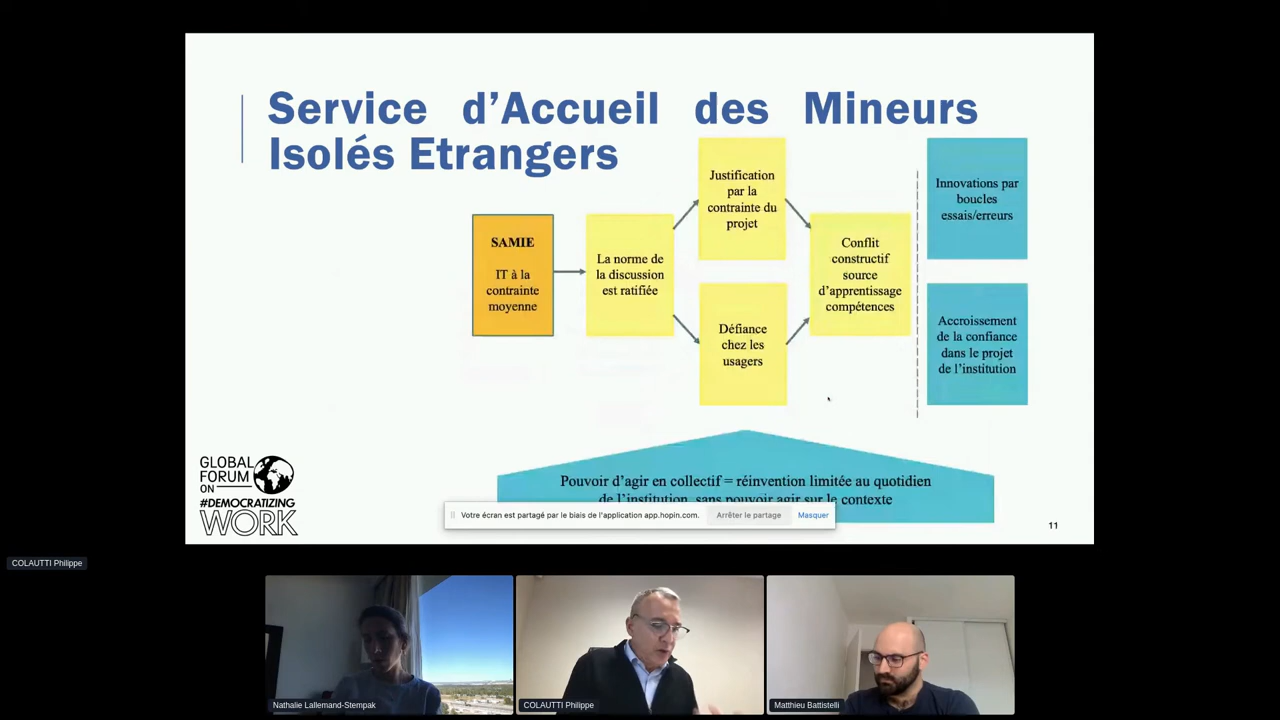 Service d’Accueil des Mineurs
Isolés Etrangers
SAMIE
IT à la
contrainte
moyenne
La norme de
la discussion
est ratifiée
Justification
par la
contrainte du
projet
Défiance
chez les
usagers
Conflit
constructif
source
d’apprentissage
compétences
Innovations par
boucles
essais/erreurs
Accroissement
de la confiance
dans le projet
de l’institution
Pouvoir d’agir en collectif = réinvention limitée au quotidien
de l’institution, sans pouvoir agir sur le contexte
Votre écran est partagé par le biais de l'application app.hopin.com.
Arrêter le partage
Masquer
GLOBAL
FORUM
ON
#DEMOCRATIZING
WORK
11
COLAUTTI Philippe
Nathalie Lallemand-Stempak
COLAUTTI Philippe
Matthieu Battistelli